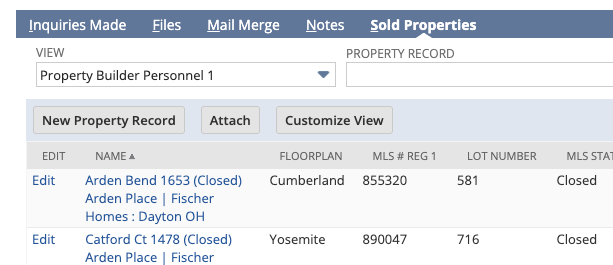 Inquiries Made Files Mail Merge Notes Sold Properties
VIEW PROPERTY RECORD
Property Builder Personnel 1
New Property Record Attach Customize View
EDIT NAME FLOORPLAN MLS # REG 1 LOT NUMBER MLS STAT
Edit Arden Bend 1653 (Closed) Cumberland 855320 581 Closed
Arden Place | Fischer
Homes : Dayton OH
Edit Catford Ct 1478 (Closed) Yosemite 890047 716 Closed
Arden Place | Fischer